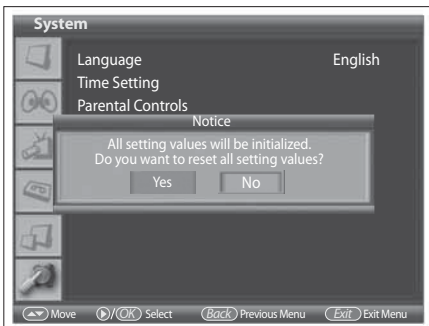 System
Language English
Time Setting
Parental Controls
Notice
All setting values will be initialized.
Do you want to reset all setting values?
Yes No
Move /OK Select Back Previous Menu Exit Exit Menu